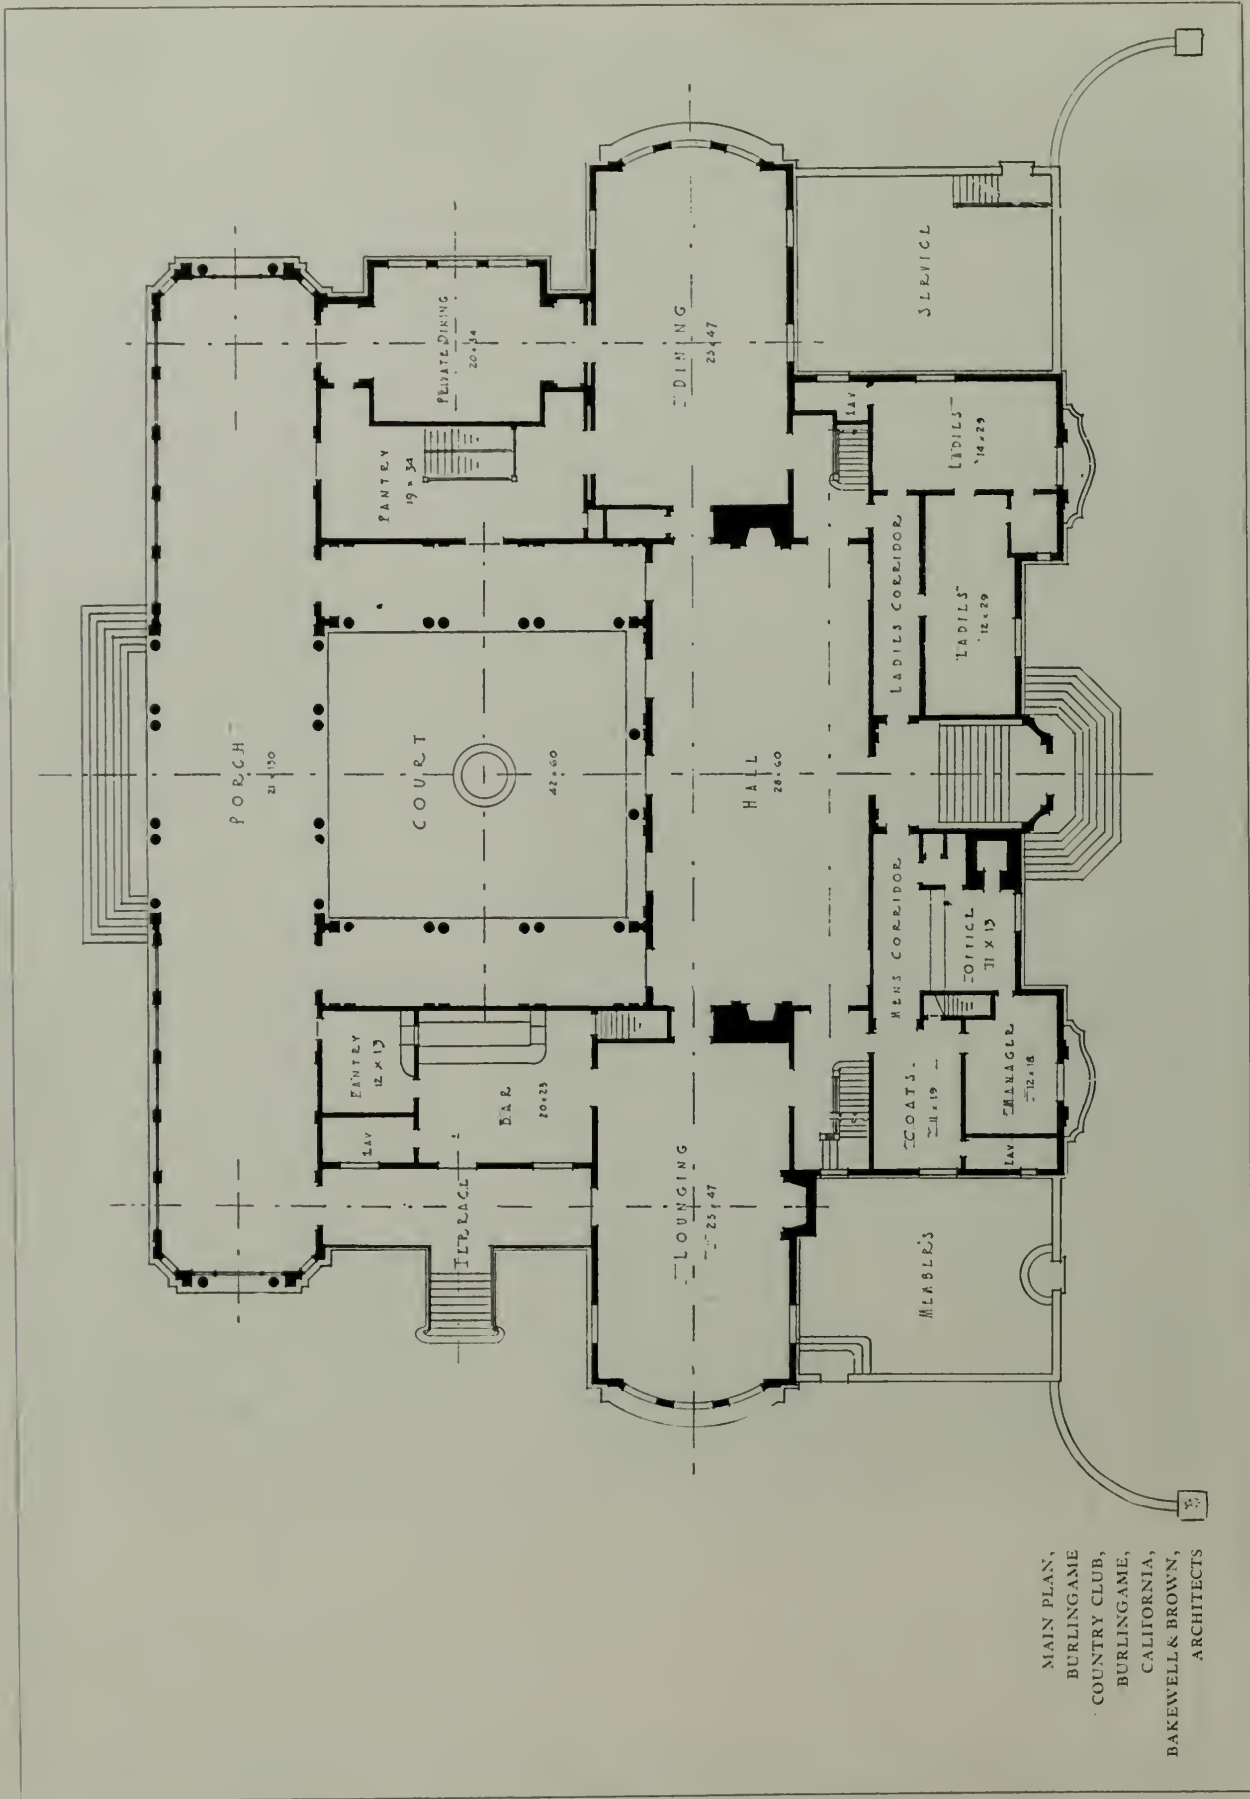 PORCH
21 × 130
COURT
42 × 60
HALL
28 × 60
PRIVATE DINING
20 × 34
PANTRY
19 × 34
DINING
25 × 47
SERVICE
LAV
LADIES
14 × 29
LADIES CORRIDOR
LADIES
12 × 29
MENS CORRIDOR
OFFICE
11 × 13
PANTRY
12 × 13
LAV
BAR
20 × 23
TERRACE
LOUNGING
25 × 47
COATS
11 × 19
MANAGER
12 × 18
LAV
MEMBER'S
MAIN PLAN,
BURLINGAME
COUNTRY CLUB,
BURLINGAME,
CALIFORNIA,
BAKEWELL & BROWN,
ARCHITECTS